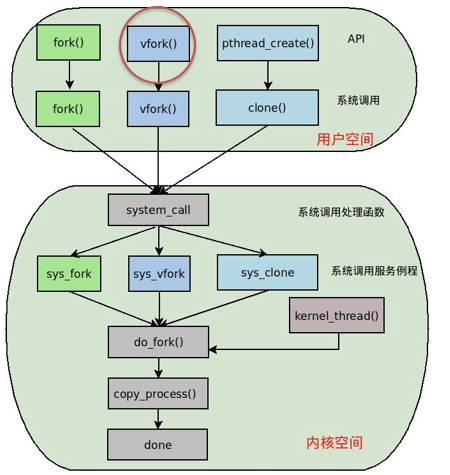 fork()
vfork()
pthread_create()
API
fork()
vfork()
clone()
系统调用
用户空间
system_call
系统调用处理函数
sys_fork
sys_vfork
sys_clone
系统调用服务例程
kernel_thread()
do_fork()
copy_process()
done
内核空间